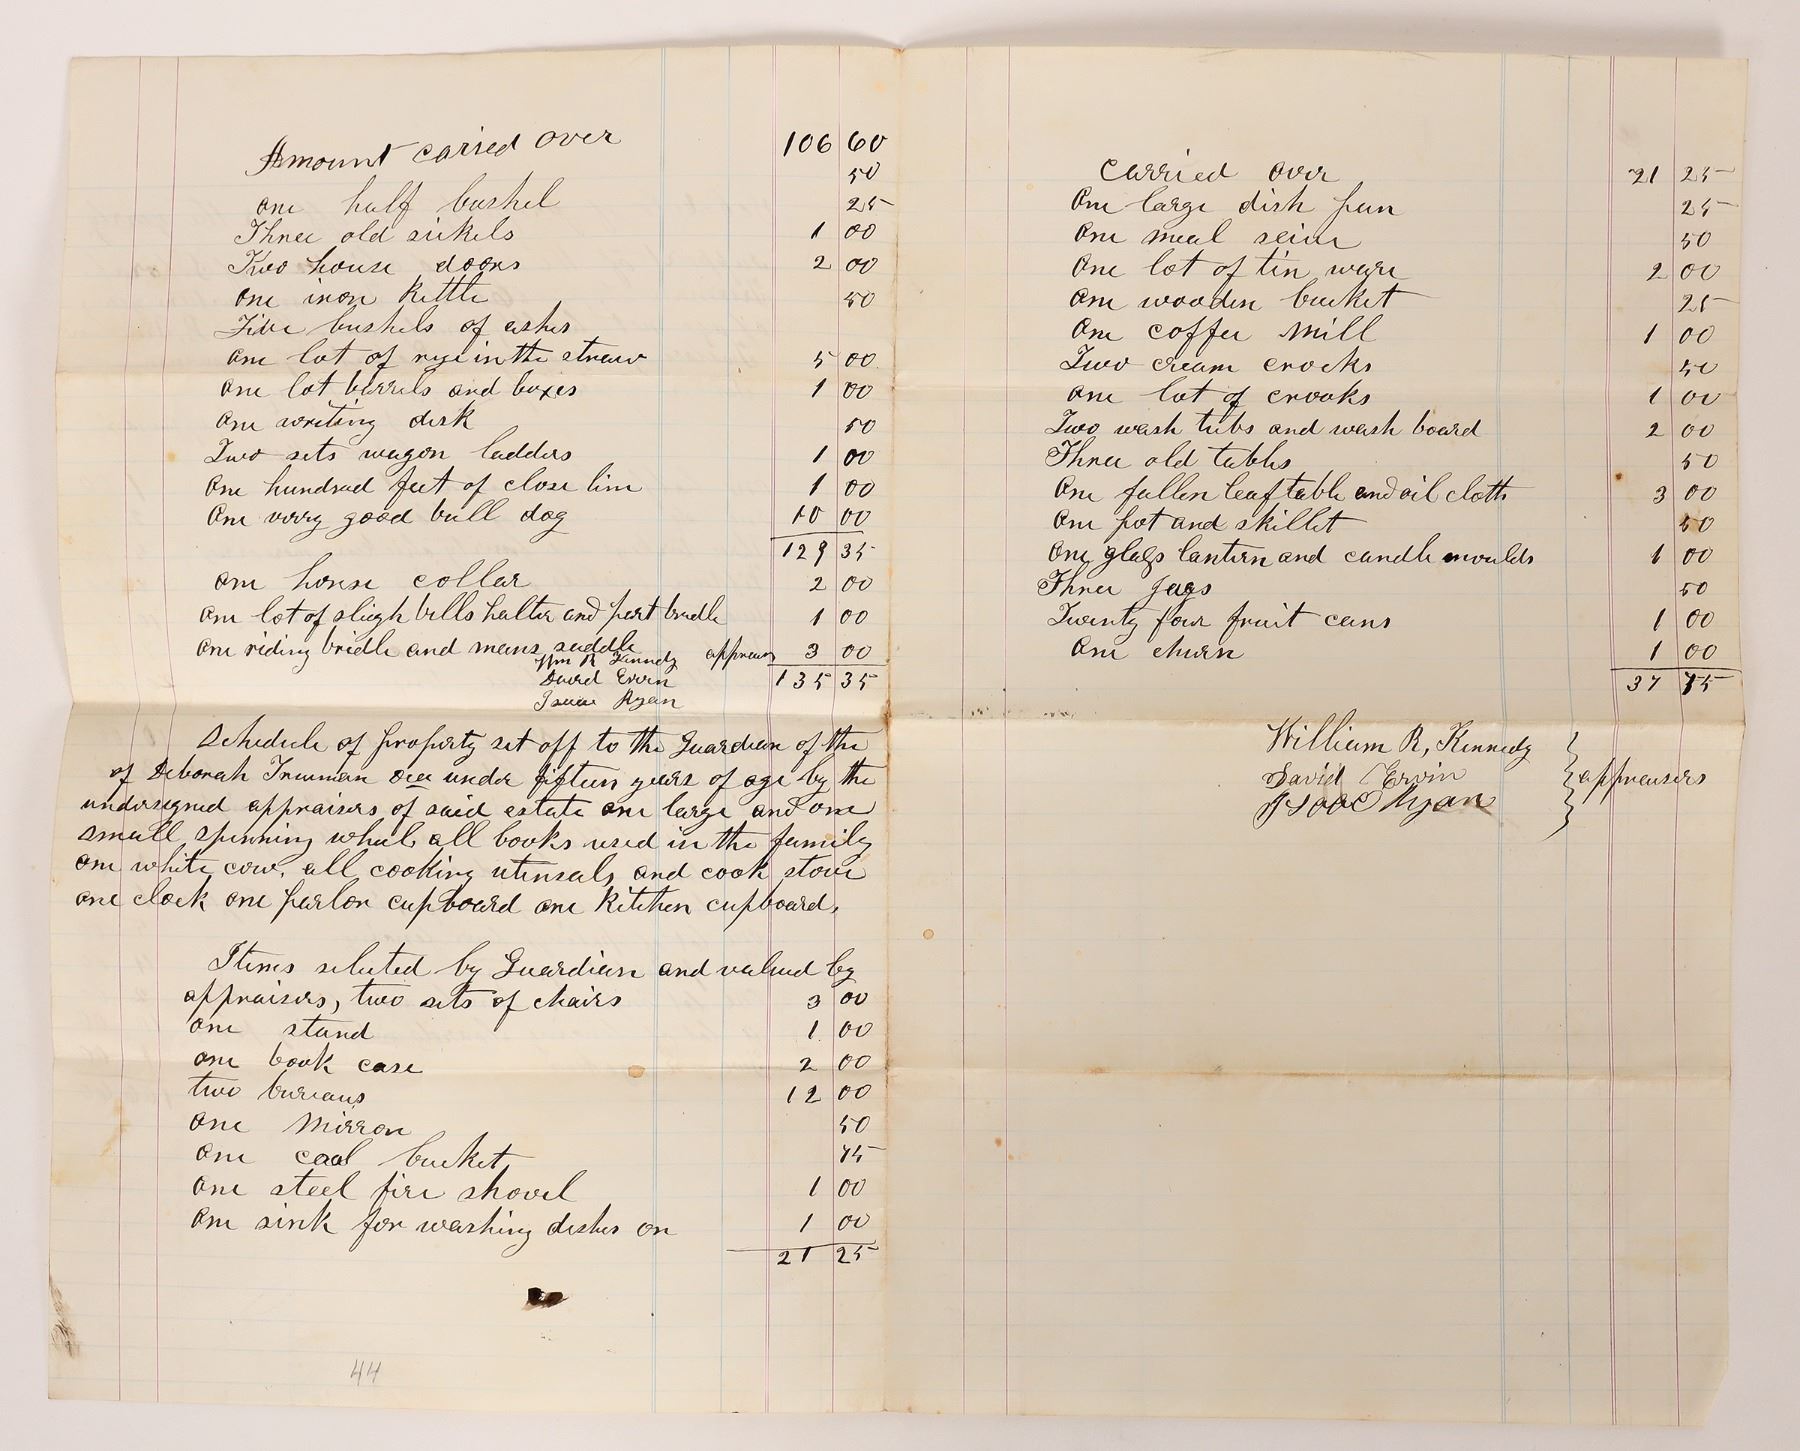 Amount caried over 106 60
one half bushel 50
Three old sickels 25
Two house doors 1 00
one iron kettle 2 00
Five bushels of ashes 50
one lot of rye in the straw 5 00
one lot barrels and boxes 1 00
one writing desk 50
Two sets wagon ladders 1 00
one hundred feet of close line 1 00
one verry good bull dog 10 00
129 35
one horse collar 2 00
one lot of sligh bells halter and part bridle 1 00
one riding bridle and mens saddle 3 00
Wm R Kennedy appreaisers
David Ervin 135 35
Isaac Ryan
Schedule of property set off to the Guardian of the
of Deborah Truman under fifteen years of age by the
undersigned appraisers of said estate one large and one
small spinning wheel all books used in the family
one white cow, all cooking utensals and cook stove
one clock one parlor cupboard one kitchen cupboard,
Items selected by Guardian and valued by
appraisers, two sets of chairs 3 00
one stand 1 00
one book case 2 00
two bureaus 12 00
one mirror 50
one coal bucket 75
one steel fire shovel 1 00
one sink for washing dishes on 1 00
21 25
44
Carried over 21 25
One large dish pan 25
one meal seive 50
one lot of tin ware 2 00
one wooden bucket 25
one coffee mill 1 00
Two cream crocks 50
one lot of crooks 1 00
Two wash tubs and wash board 2 00
Three old tables 50
one fallen leaf table and oil cloth 3 00
one pot and skillet 50
one glass lantern and candle moulds 1 00
Three jugs 50
Twenty four fruit cans 1 00
one churn 1 00
37 75
William R, Kennedy
David Ervin appreaisers
Isaac Ryan